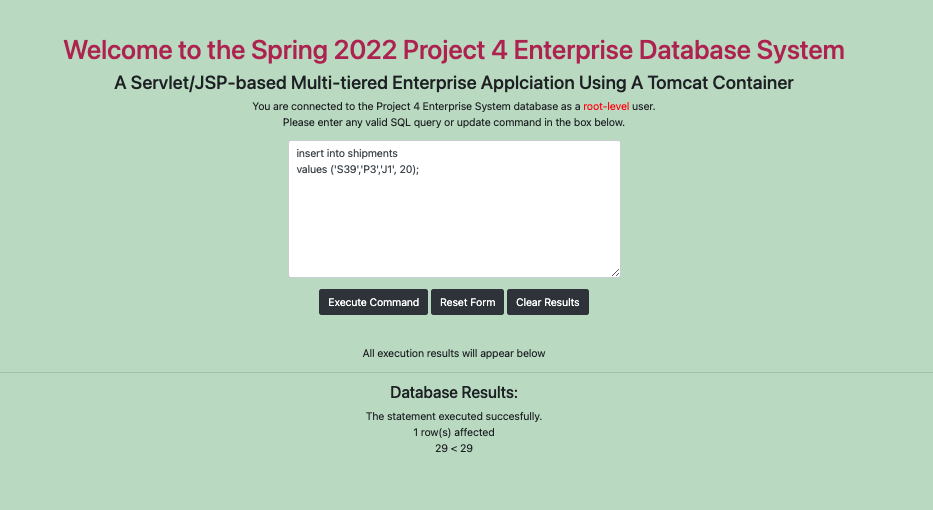 Welcome to the Spring 2022 Project 4 Enterprise Database System
A Servlet/JSP-based Multi-tiered Enterprise Applciation Using A Tomcat Container
You are connected to the Project 4 Enterprise System database as a root-level user.
Please enter any valid SQL query or update command in the box below.
insert into shipments
values ('S39','P3','J1', 20);
Execute Command Reset Form Clear Results
All execution results will appear below
Database Results:
The statement executed succesfully.
1 row(s) affected
29 < 29